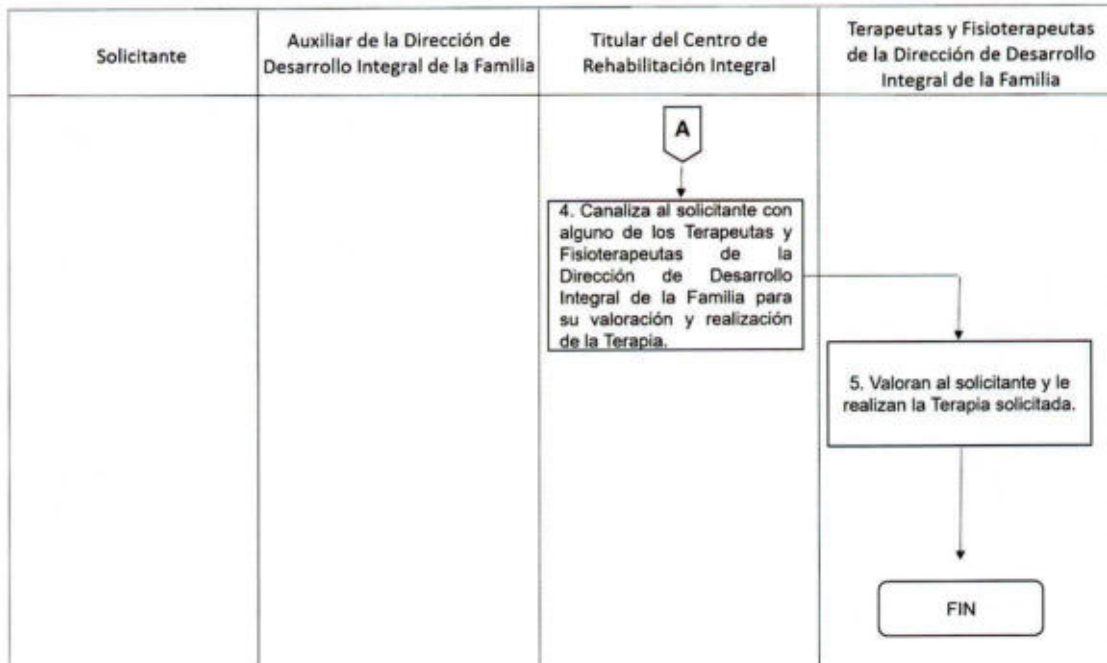 Solicitante
Auxiliar de la Dirección de
Desarrollo Integral de la Familia
Titular del Centro de
Rehabilitación Integral
Terapeutas y Fisioterapeutas
de la Dirección de Desarrollo
Integral de la Familia
A
4. Canaliza al solicitante con
alguno de los Terapeutas y
Fisioterapeutas de la
Dirección de Desarrollo
Integral de la Familia para
su valoración y realización
de la Terapia.
5. Valoran al solicitante y le
realizan la Terapia solicitada.
FIN